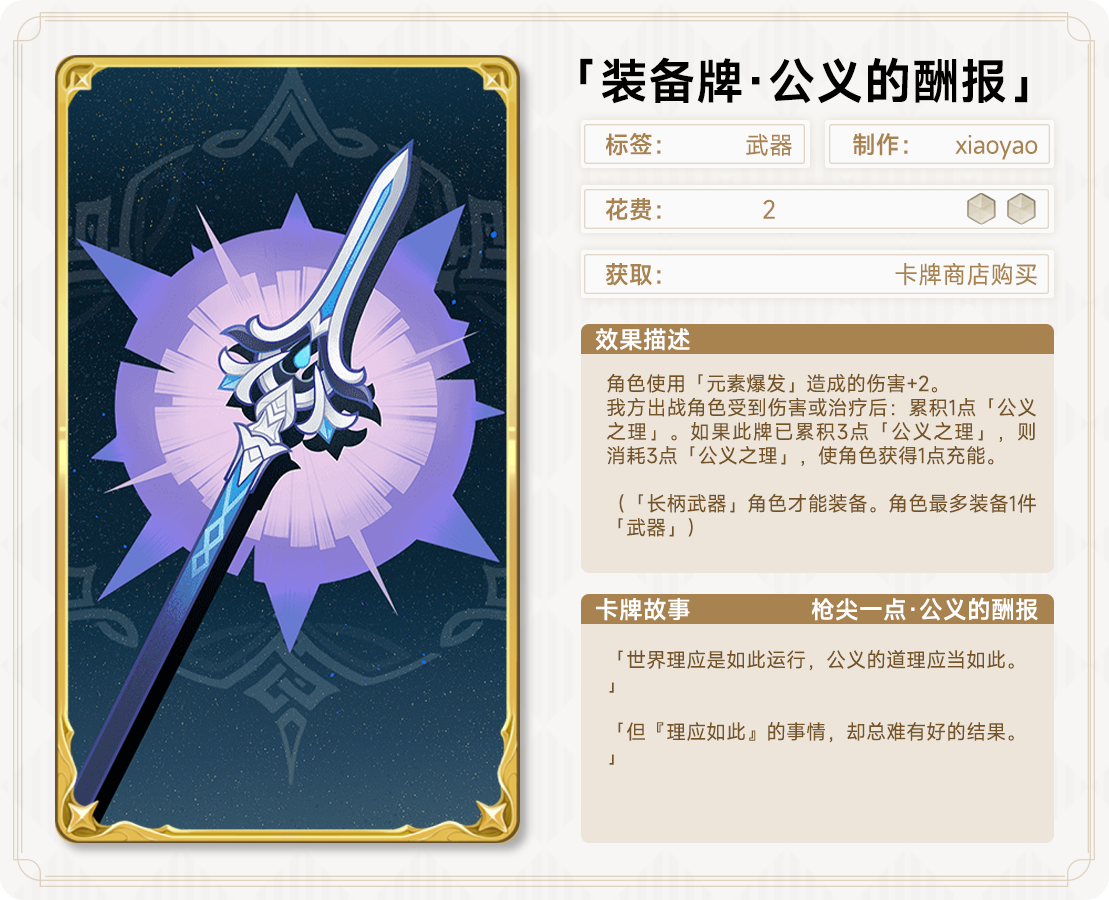 「装备牌·公义的酬报」
标签： 武器 制作： xiaoyao
花费： 2
获取： 卡牌商店购买
效果描述
角色使用「元素爆发」造成的伤害+2。
我方出战角色受到伤害或治疗后：累积1点「公义
之理」。如果此牌已累积3点「公义之理」，则
消耗3点「公义之理」，使角色获得1点充能。
（「长柄武器」角色才能装备。角色最多装备1件
「武器」）
卡牌故事 枪尖一点·公义的酬报
「世界理应是如此运行，公义的道理应当如此。
」
「但『理应如此』的事情，却总难有好的结果。
」